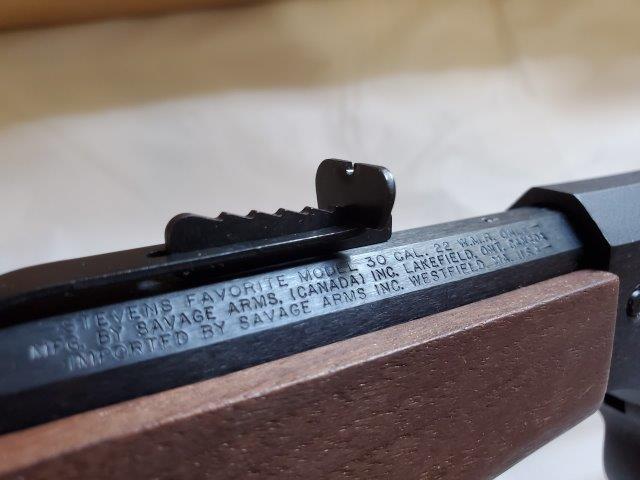 STEVENS FAVORITE MODEL 30 CAL. 22 W.M.R. ONLY
MFG. BY SAVAGE ARMS, (CANADA) INC. LAKEFIELD, ONT. CANADA
IMPORTED BY SAVAGE ARMS INC. WESTFIELD, MA. USA